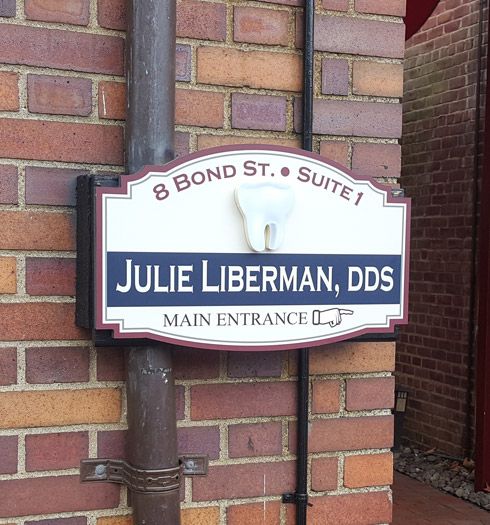 8 BOND ST. • SUITE 1
JULIE LIBERMAN, DDS
MAIN ENTRANCE